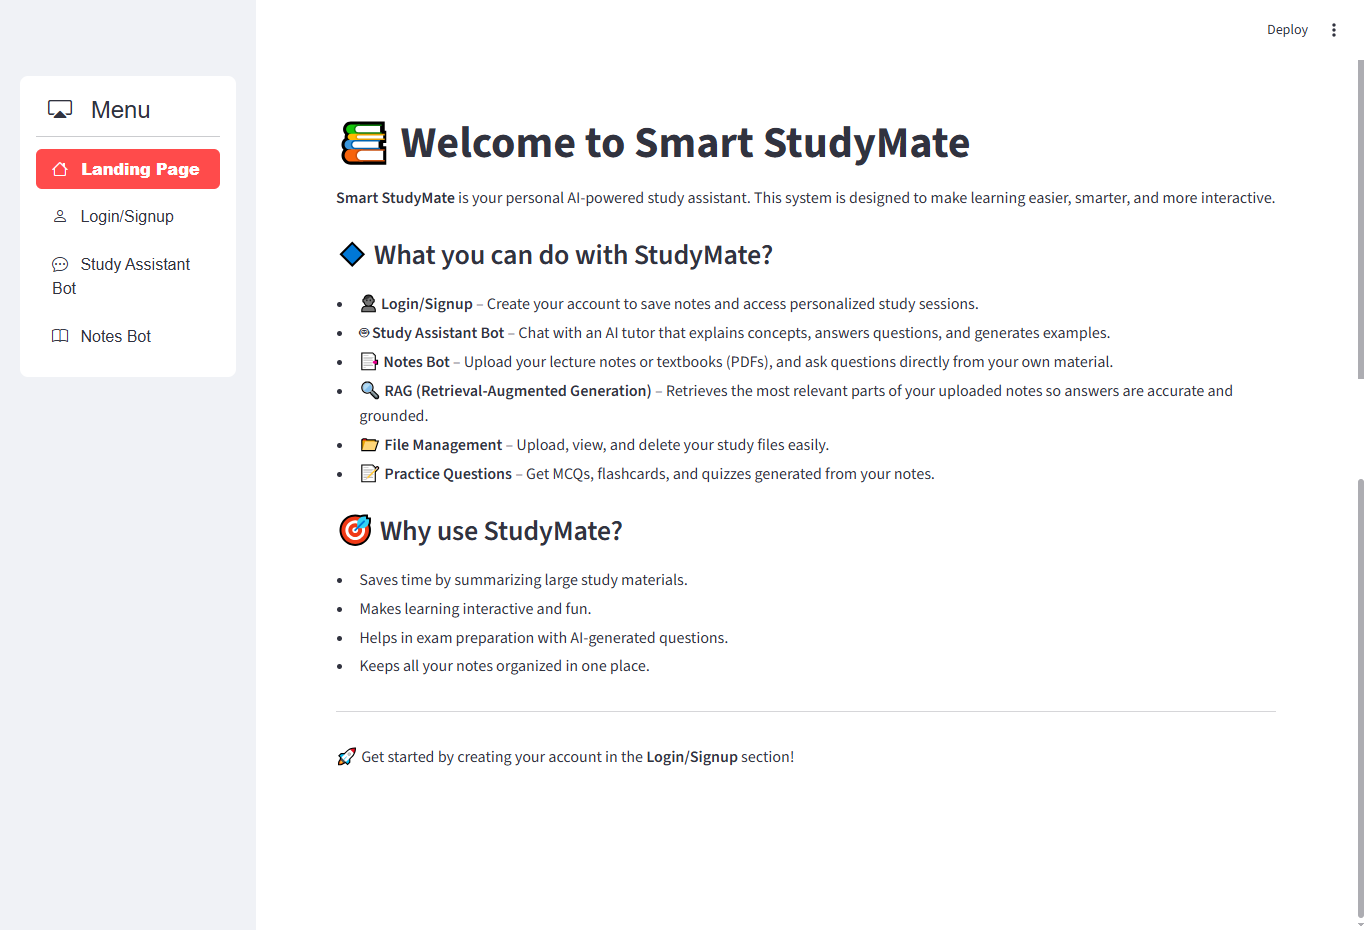 Deploy
Menu
Landing Page
Login/Signup
Study Assistant
Bot
Notes Bot
Welcome to Smart StudyMate
Smart StudyMate is your personal AI-powered study assistant. This system is designed to make learning easier, smarter, and more interactive.
What you can do with StudyMate?
Login/Signup – Create your account to save notes and access personalized study sessions.
Study Assistant Bot – Chat with an AI tutor that explains concepts, answers questions, and generates examples.
Notes Bot – Upload your lecture notes or textbooks (PDFs), and ask questions directly from your own material.
RAG (Retrieval-Augmented Generation) – Retrieves the most relevant parts of your uploaded notes so answers are accurate and
grounded.
File Management – Upload, view, and delete your study files easily.
Practice Questions – Get MCQs, flashcards, and quizzes generated from your notes.
Why use StudyMate?
Saves time by summarizing large study materials.
Makes learning interactive and fun.
Helps in exam preparation with AI-generated questions.
Keeps all your notes organized in one place.
Get started by creating your account in the Login/Signup section!